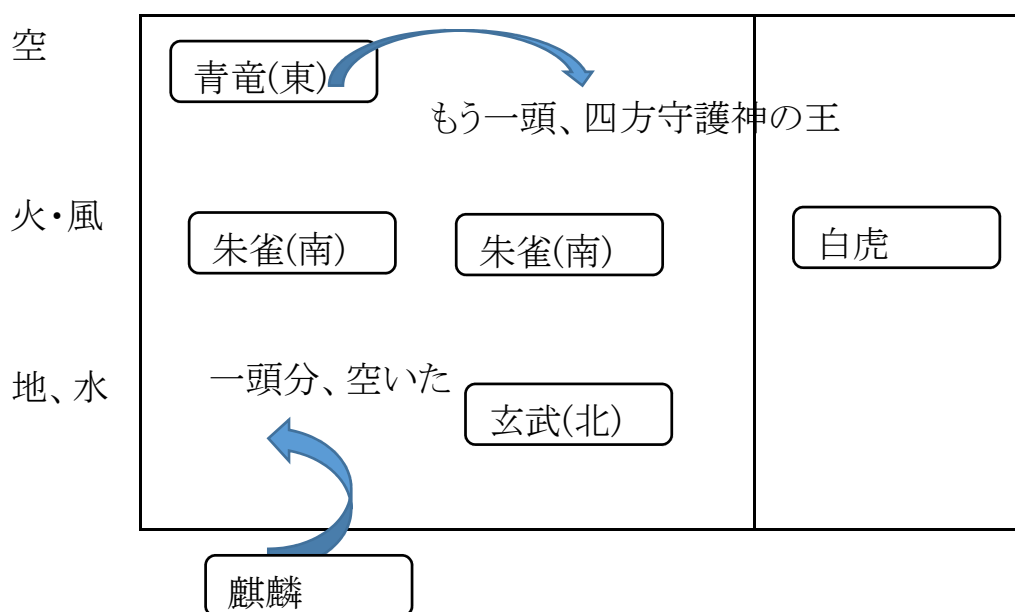 空
青竜(東)
もう一頭、四方守護神の王
火・風
朱雀(南)
朱雀(南)
白虎
地、水
一頭分、空いた
玄武(北)
麒麟